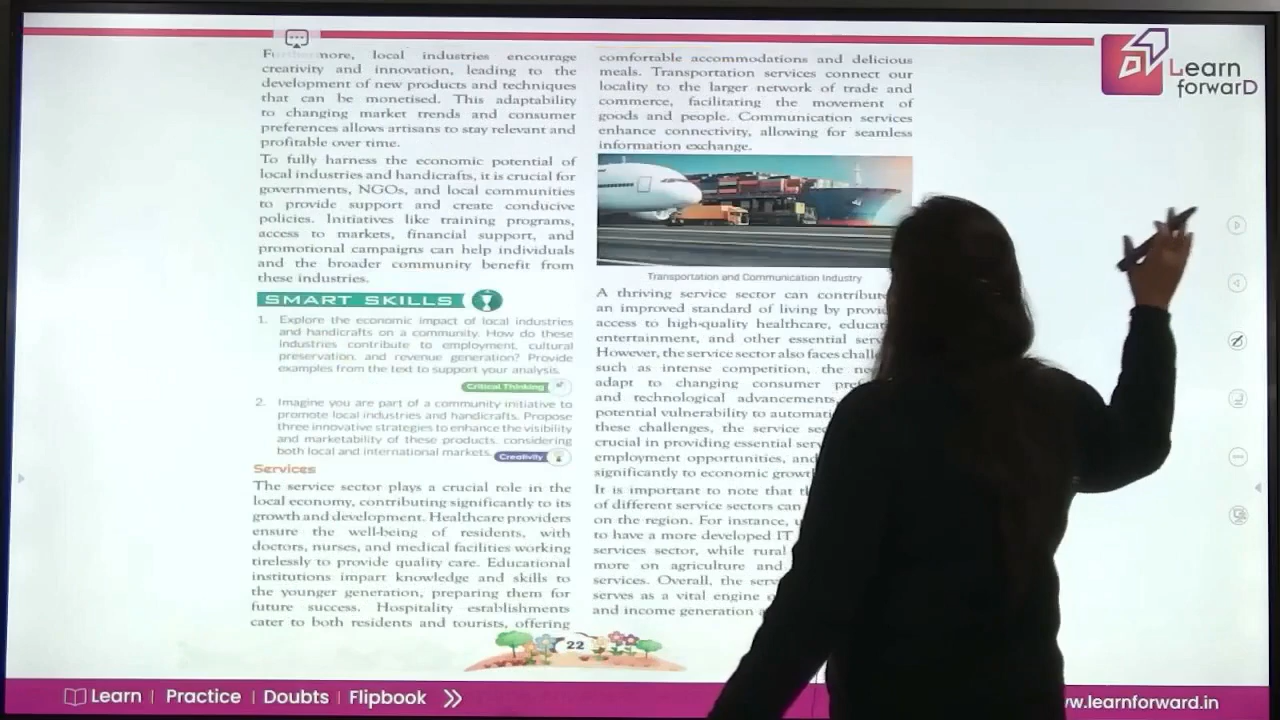 Furthermore, local industries encourage
creativity and innovation, leading to the
development of new products and techniques
that can be monetised. This adaptability
to changing market trends and consumer
preferences allows artisans to stay relevant and
profitable over time.
To fully harness the economic potential of
local industries and handicrafts, it is crucial for
governments, NGOs, and local communities
to provide support and create conducive
policies. Initiatives like training programs,
access to markets, financial support, and
promotional campaigns can help individuals
and the broader community benefit from
these industries.
SMART SKILLS
1. Explore the economic impact of local industries
and handicrafts on a community. How do these
industries contribute to employment, cultural
preservation, and revenue generation? Provide
examples from the text to support your analysis.
Critical Thinking
2. Imagine you are part of a community initiative to
promote local industries and handicrafts. Propose
three innovative strategies to enhance the visibility
and marketability of these products, considering
both local and international markets.
Creativity
Services
The service sector plays a crucial role in the
local economy, contributing significantly to its
growth and development. Healthcare providers
ensure the well-being of residents, with
doctors, nurses, and medical facilities working
tirelessly to provide quality care. Educational
institutions impart knowledge and skills to
the younger generation, preparing them for
future success. Hospitality establishments
cater to both residents and tourists, offering
comfortable accommodations and delicious
meals. Transportation services connect our
locality to the larger network of trade and
commerce, facilitating the movement of
goods and people. Communication services
enhance connectivity, allowing for seamless
information exchange.
Transportation and Communication Industry
A thriving service sector can contribute
an improved standard of living by
access to high-quality healthcare,
entertainment, and other essential
However, the service sector also faces
such as intense competition, the
adapt to changing consumer
and technological advancements,
potential vulnerability to
these challenges, the service
crucial in providing essential
employment opportunities, and
significantly to economic
It is important to note that
of different service sectors can
on the region. For instance,
to have a more developed IT
services sector, while rural
more on agriculture and
services. Overall, the
serves as a vital engine
and income generation
22
Learn
forwarD
Learn | Practice | Doubts | Flipbook
w.learnforward.in